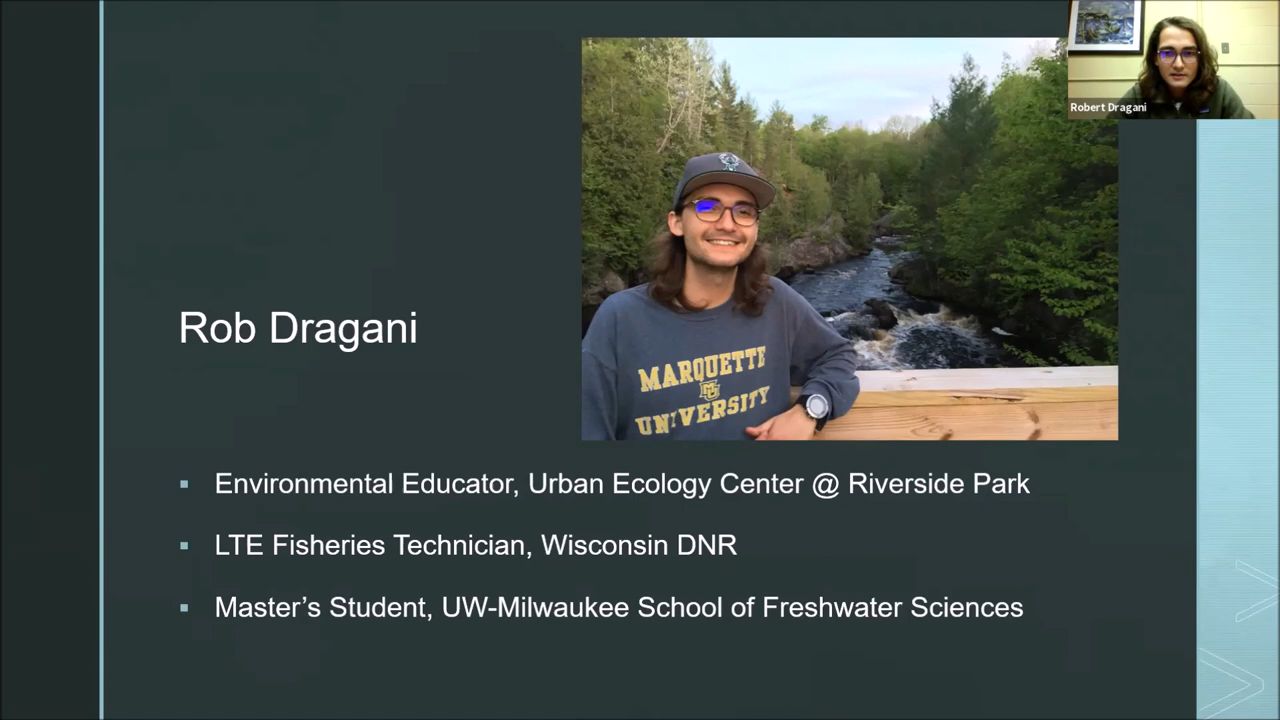 Robert Dragani
Rob Dragani
MARQUETTE
MU
UNIVERSITY
Environmental Educator, Urban Ecology Center @ Riverside Park
LTE Fisheries Technician, Wisconsin DNR
Master’s Student, UW-Milwaukee School of Freshwater Sciences